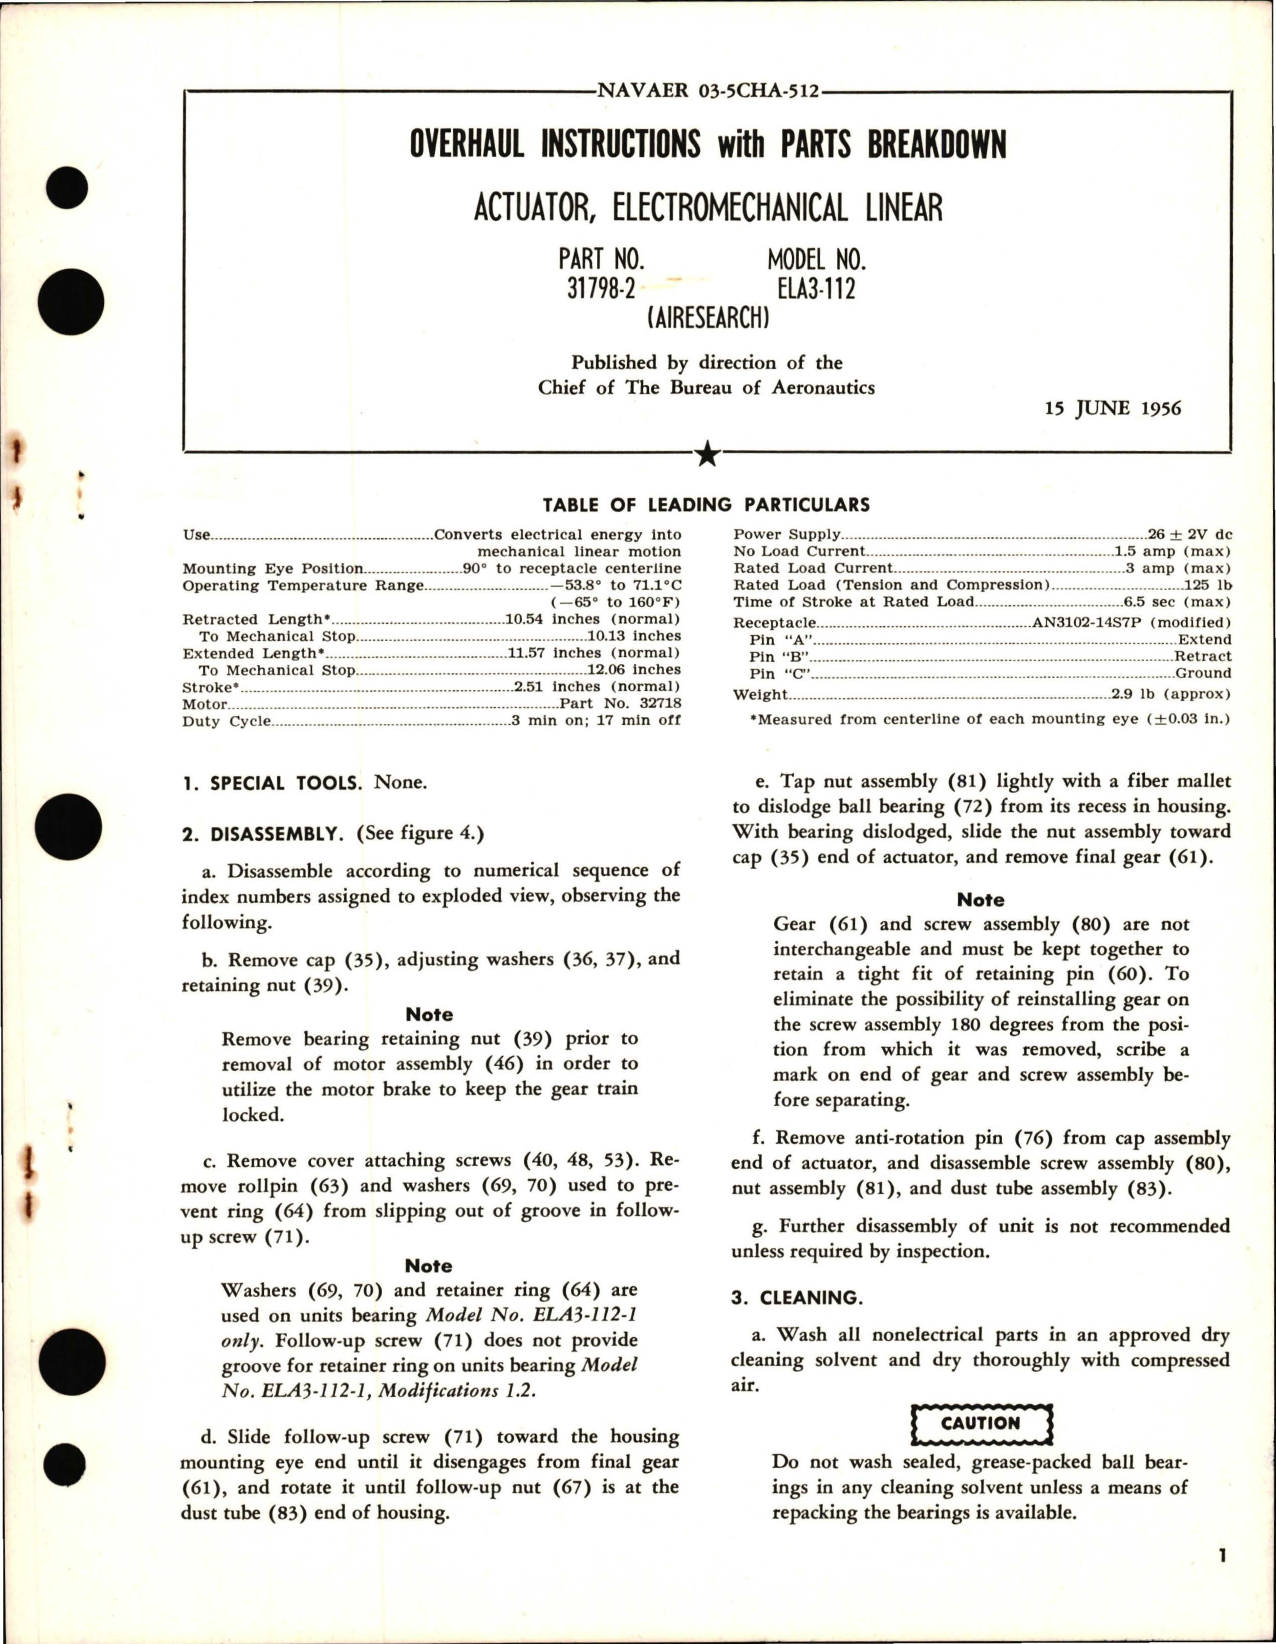 NAVAER 03-5CHA-512
OVERHAUL INSTRUCTIONS with PARTS BREAKDOWN
ACTUATOR, ELECTROMECHANICAL LINEAR
PART NO. MODEL NO.
31798-2 ELA3-112
(AIRESEARCH)
Published by direction of the
Chief of The Bureau of Aeronautics
15 JUNE 1956
TABLE OF LEADING PARTICULARS
Use Converts electrical energy into
mechanical linear motion
Mounting Eye Position 90° to receptacle centerline
Operating Temperature Range —53.8° to 71.1°C
(—65° to 160°F)
Retracted Length* 10.54 inches (normal)
To Mechanical Stop 10.13 inches
Extended Length* 11.57 inches (normal)
To Mechanical Stop 12.06 inches
Stroke* 2.51 inches (normal)
Motor Part No. 32718
Duty Cycle 3 min on; 17 min off
Power Supply 26 ± 2V dc
No Load Current 1.5 amp (max)
Rated Load Current 3 amp (max)
Rated Load (Tension and Compression) 125 lb
Time of Stroke at Rated Load 6.5 sec (max)
Receptacle AN3102-14S7P (modified)
Pin "A" Extend
Pin "B" Retract
Pin "C" Ground
Weight 2.9 lb (approx)
*Measured from centerline of each mounting eye (±0.03 in.)
1. SPECIAL TOOLS. None.
2. DISASSEMBLY. (See figure 4.)
a. Disassemble according to numerical sequence of
index numbers assigned to exploded view, observing the
following.
b. Remove cap (35), adjusting washers (36, 37), and
retaining nut (39).
Note
Remove bearing retaining nut (39) prior to
removal of motor assembly (46) in order to
utilize the motor brake to keep the gear train
locked.
c. Remove cover attaching screws (40, 48, 53). Re-
move rollpin (63) and washers (69, 70) used to pre-
vent ring (64) from slipping out of groove in follow-
up screw (71).
Note
Washers (69, 70) and retainer ring (64) are
used on units bearing Model No. ELA3-112-1
only. Follow-up screw (71) does not provide
groove for retainer ring on units bearing Model
No. ELA3-112-1, Modifications 1.2.
d. Slide follow-up screw (71) toward the housing
mounting eye end until it disengages from final gear
(61), and rotate it until follow-up nut (67) is at the
dust tube (83) end of housing.
e. Tap nut assembly (81) lightly with a fiber mallet
to dislodge ball bearing (72) from its recess in housing.
With bearing dislodged, slide the nut assembly toward
cap (35) end of actuator, and remove final gear (61).
Note
Gear (61) and screw assembly (80) are not
interchangeable and must be kept together to
retain a tight fit of retaining pin (60). To
eliminate the possibility of reinstalling gear on
the screw assembly 180 degrees from the posi-
tion from which it was removed, scribe a
mark on end of gear and screw assembly be-
fore separating.
f. Remove anti-rotation pin (76) from cap assembly
end of actuator, and disassemble screw assembly (80),
nut assembly (81), and dust tube assembly (83).
g. Further disassembly of unit is not recommended
unless required by inspection.
3. CLEANING.
a. Wash all nonelectrical parts in an approved dry
cleaning solvent and dry thoroughly with compressed
air.
CAUTION
Do not wash sealed, grease-packed ball bear-
ings in any cleaning solvent unless a means of
repacking the bearings is available.
1